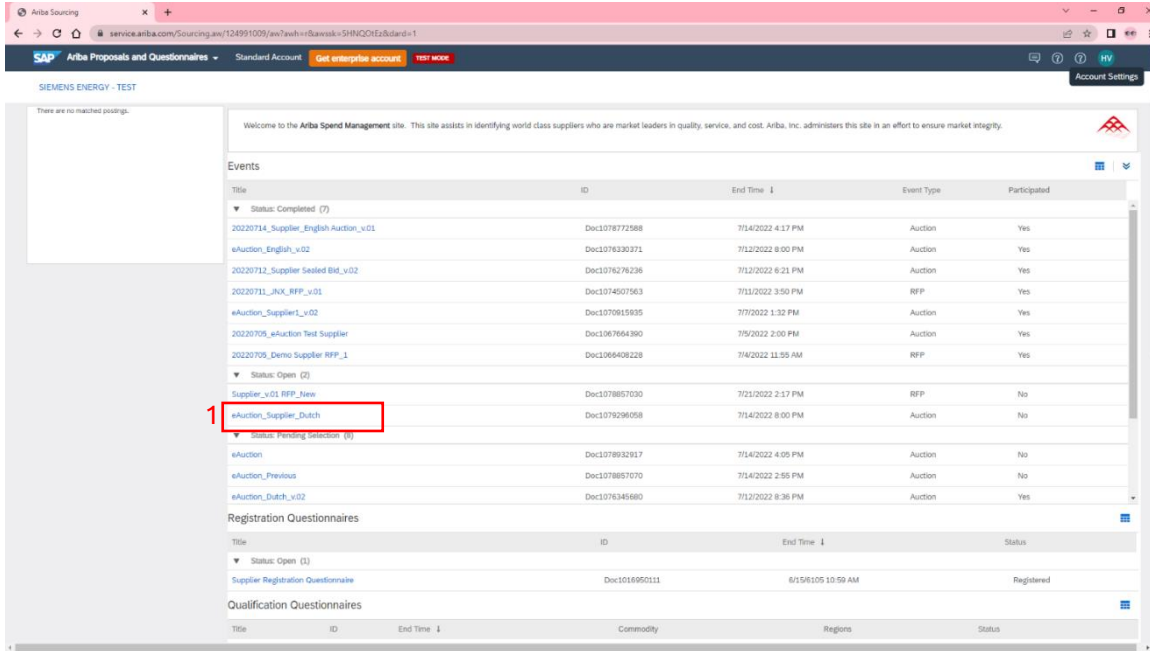 Ariba Sourcing
service.ariba.com/Sourcing.aw/124991009/aw?awh=r&awssk=SHNQOtEz&dard=1
SAP Ariba Proposals and Questionnaires Standard Account Get enterprise account TEST MODE HV
Account Settings
SIEMENS ENERGY - TEST
There are no matched postings.
Welcome to the Ariba Spend Management site. This site assists in identifying world class suppliers who are market leaders in quality, service, and cost. Ariba, Inc. administers this site in an effort to ensure market integrity.
Events
Title ID End Time ↓ Event Type Participated
Status: Completed (7)
20220714_Supplier_English Auction_v.01 Doc1078772588 7/14/2022 4:17 PM Auction Yes
eAuction_English_v.02 Doc1076330371 7/12/2022 8:00 PM Auction Yes
20220712_Supplier Sealed Bid_v.02 Doc1076276236 7/12/2022 6:21 PM Auction Yes
20220711_JNX_RFP_v.01 Doc1074507563 7/11/2022 3:50 PM RFP Yes
eAuction_Supplier1_v.02 Doc1070915935 7/7/2022 1:32 PM Auction Yes
20220705_eAuction Test Supplier Doc1067664390 7/5/2022 2:00 PM Auction Yes
20220705_Demo Supplier RFP_1 Doc1066408228 7/4/2022 11:55 AM RFP Yes
Status: Open (2)
Supplier_v.01 RFP_New Doc1078857030 7/21/2022 2:17 PM RFP No
1 eAuction_Supplier_Dutch Doc1079296058 7/14/2022 8:00 PM Auction No
Status: Pending Selection (8)
eAuction Doc1078932917 7/14/2022 4:05 PM Auction No
eAuction_Previous Doc1078857070 7/14/2022 2:55 PM Auction No
eAuction_Dutch_v.02 Doc1076345680 7/12/2022 8:36 PM Auction Yes
Registration Questionnaires
Title ID End Time ↓ Status
Status: Open (1)
Supplier Registration Questionnaire Doc1016950111 6/15/6105 10:59 AM Registered
Qualification Questionnaires
Title ID End Time ↓ Commodity Regions Status